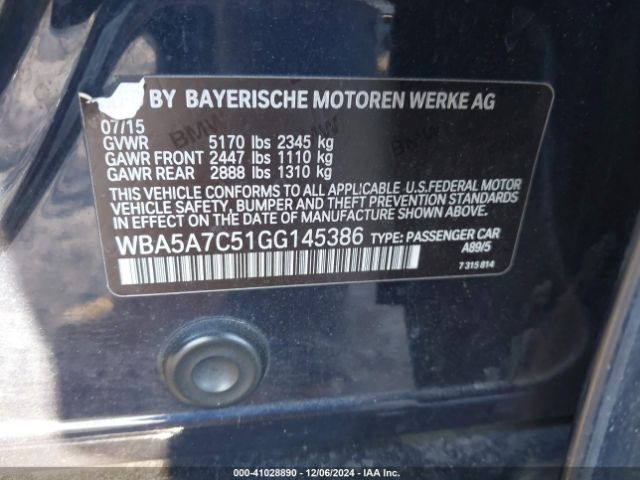 BY BAYERISCHE MOTOREN WERKE AG
07/15
GVWR 5170 lbs 2345 kg
GAWR FRONT 2447 lbs 1110 kg
GAWR REAR 2888 lbs 1310 kg
THIS VEHICLE CONFORMS TO ALL APPLICABLE U.S.FEDERAL MOTOR
VEHICLE SAFETY, BUMPER AND THEFT PREVENTION STANDARDS
IN EFFECT ON THE DATE OF MANUFACTURE SHOWN ABOVE.
WBA5A7C51GG145386 TYPE: PASSENGER CAR
A89/5
7 315 814
000-41028890 - 12/06/2024 - IAA Inc.